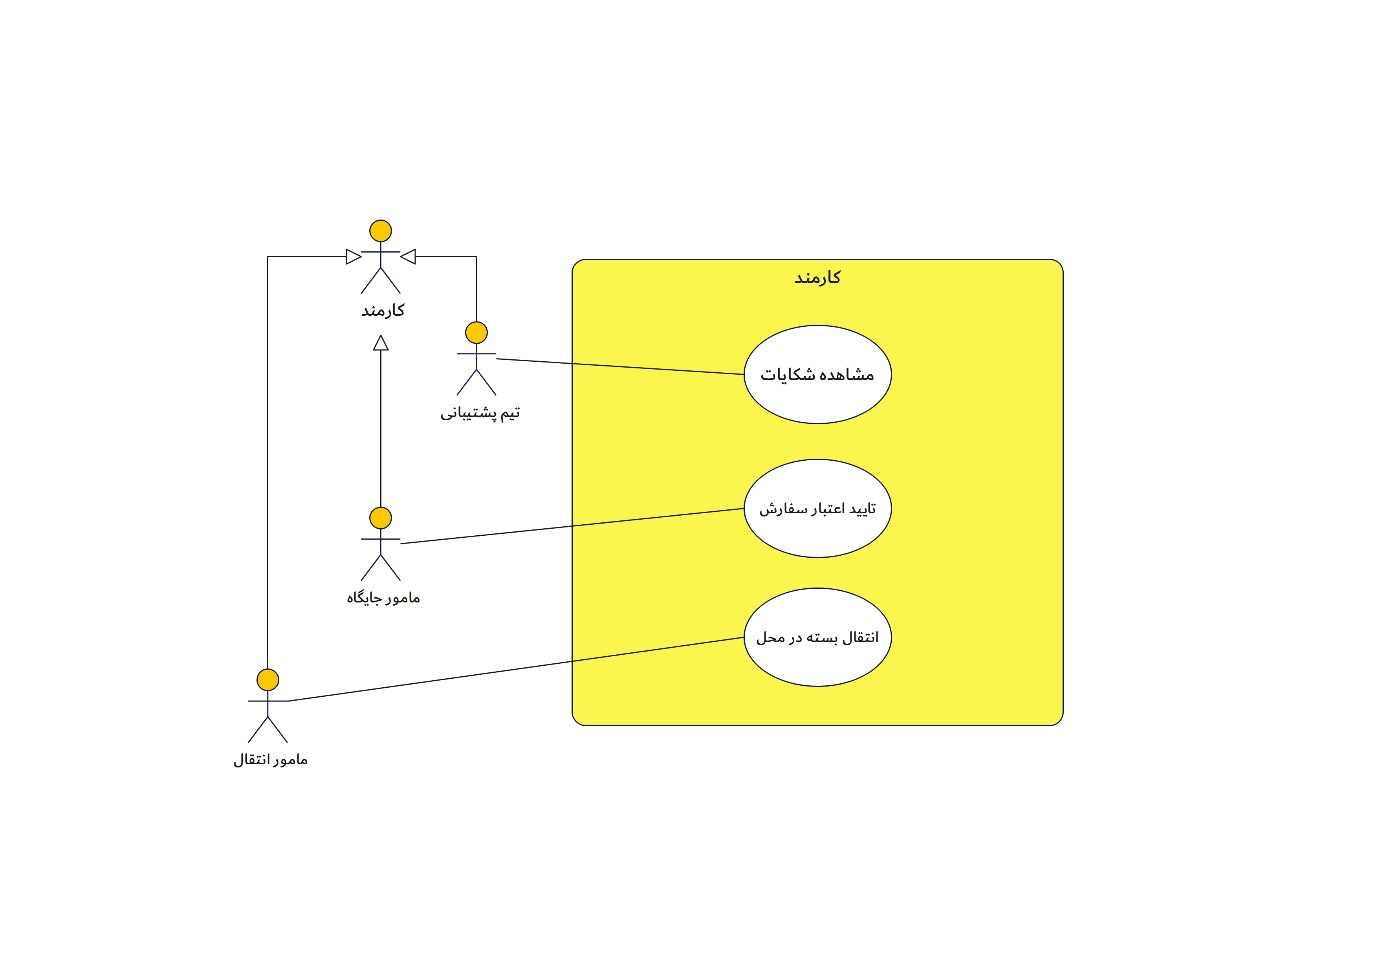 کارمند
کارمند
مشاهده شکایات
تیم پشتیبانی
تایید اعتبار سفارش
مامور جایگاه
انتقال بسته در محل
مامور انتقال